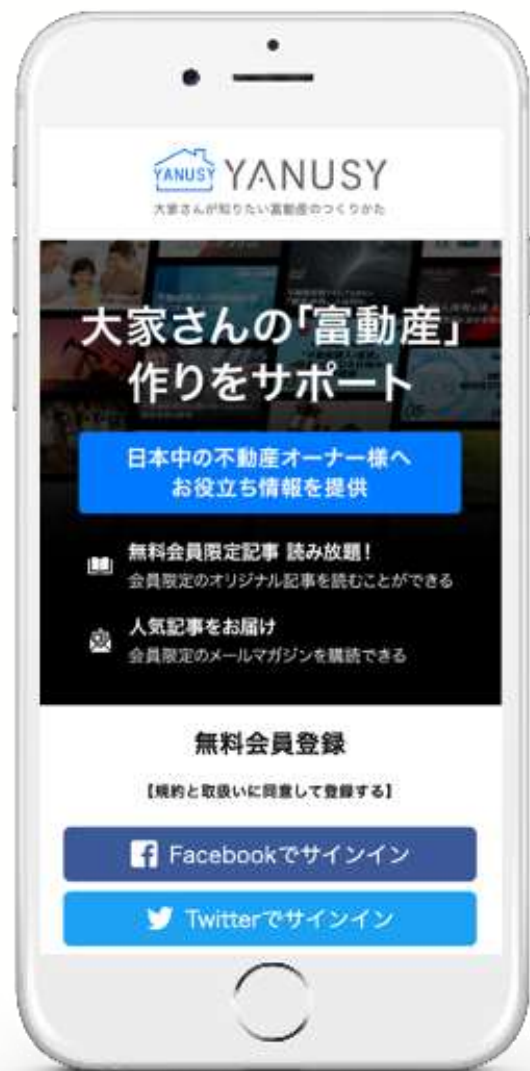 YANUSY
YANUSY
大家さんが知りたい富動産のつくりかた
大家さんの「富動産」
作りをサポート
日本中の不動産オーナー様へ
お役立ち情報を提供
無料会員限定記事 読み放題！
会員限定のオリジナル記事を読むことができる
人気記事をお届け
会員限定のメールマガジンを購読できる
無料会員登録
【規約と取扱いに同意して登録する】
Facebookでサインイン
Twitterでサインイン